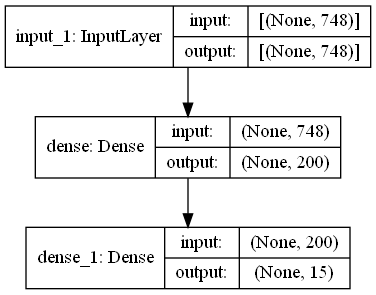 input_1: InputLayer
input: [(None, 748)]
output: [(None, 748)]
dense: Dense
input: (None, 748)
output: (None, 200)
dense_1: Dense
input: (None, 200)
output: (None, 15)